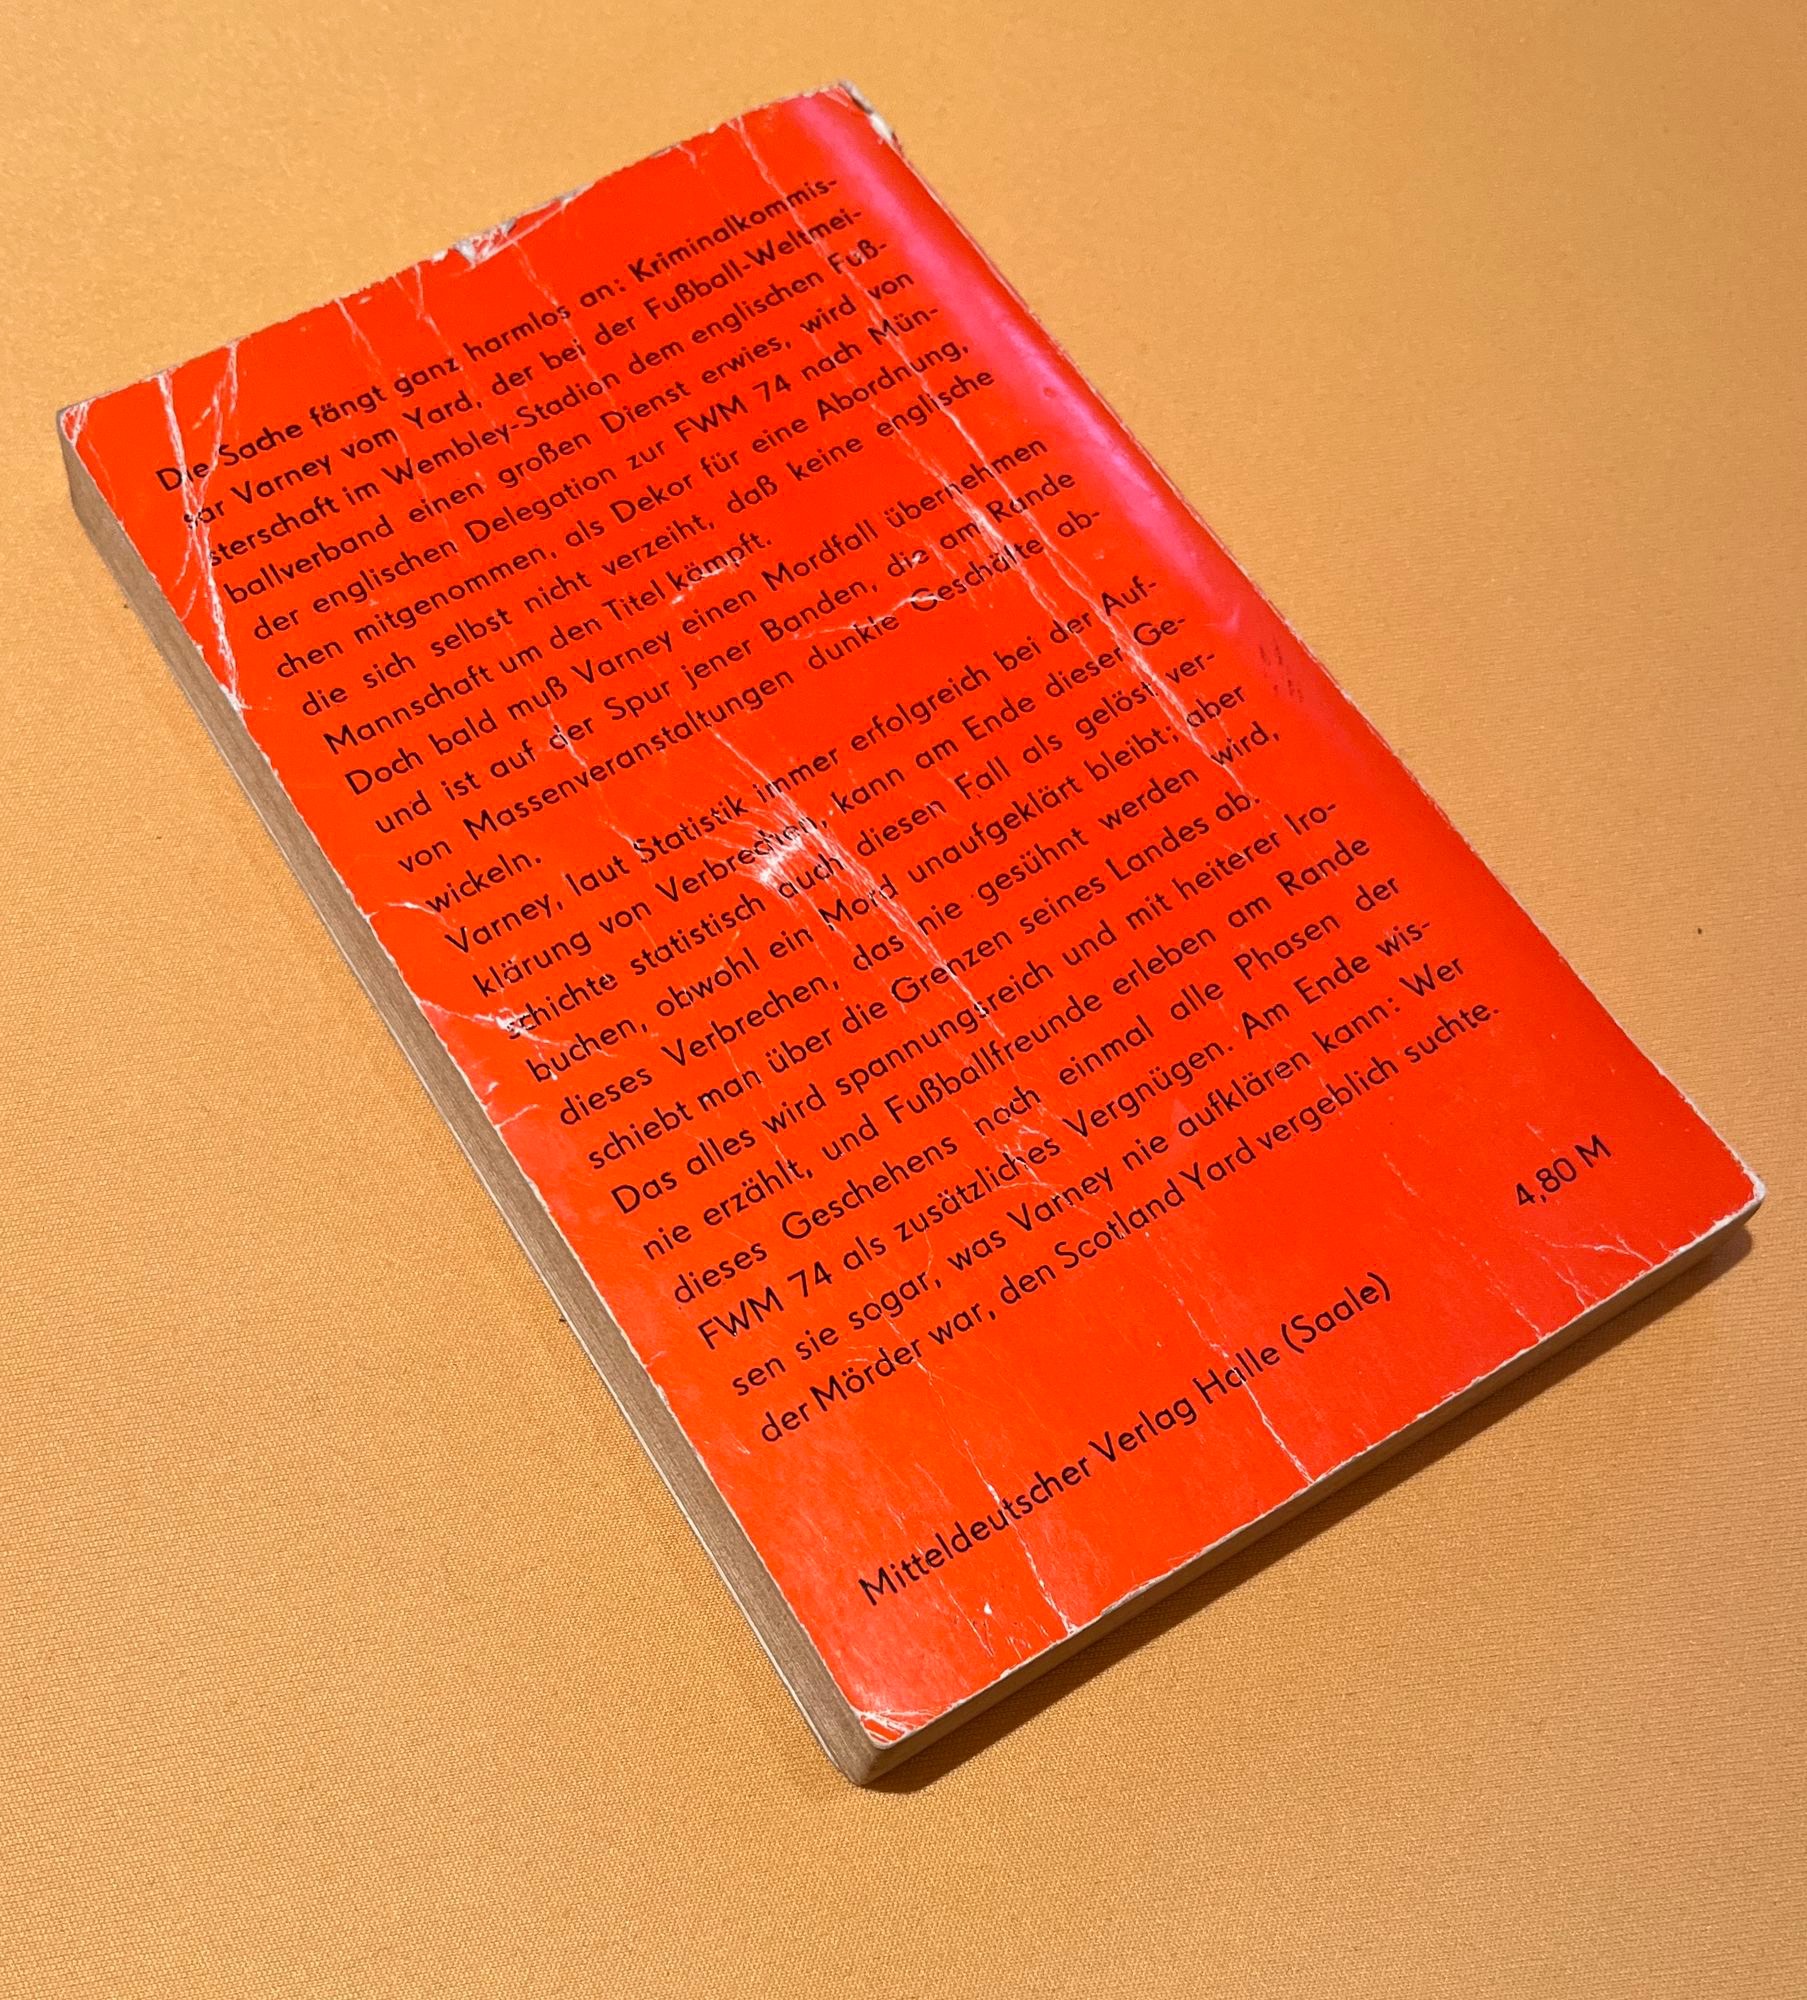 Die Sache fängt ganz harmlos an: Kriminalkommis-
sar Varney vom Yard, der bei der Fußball-Weltmei-
sterschaft im Wembley-Stadion dem englischen Fuß-
ballverband einen großen Dienst erwies, wird von
der englischen Delegation zur FWM 74 nach Mün-
chen mitgenommen, als Dekor für eine Abordnung,
die sich selbst nicht verzeiht, daß keine englische
Mannschaft um den Titel kämpft.
Doch bald muß Varney einen Mordfall übernehmen
und ist auf der Spur jener Banden, die am Rande
von Massenveranstaltungen dunkle Geschäfte ab-
wickeln.
Varney, laut Statistik immer erfolgreich bei der Auf-
klärung von Verbrechen, kann am Ende dieser Ge-
schichte statistisch auch diesen Fall als gelöst ver-
buchen, obwohl ein Mord unaufgeklärt bleibt; aber
dieses Verbrechen, das nie gesühnt werden wird,
schiebt man über die Grenzen seines Landes ab.
Das alles wird spannungsreich und mit heiterer Iro-
nie erzählt, und Fußballfreunde erleben am Rande
dieses Geschehens noch einmal alle Phasen der
FWM 74 als zusätzliches Vergnügen. Am Ende wis-
sen sie sogar, was Varney nie aufklären kann: Wer
der Mörder war, den Scotland Yard vergeblich suchte.
4,80 M
Mitteldeutscher Verlag Halle (Saale)